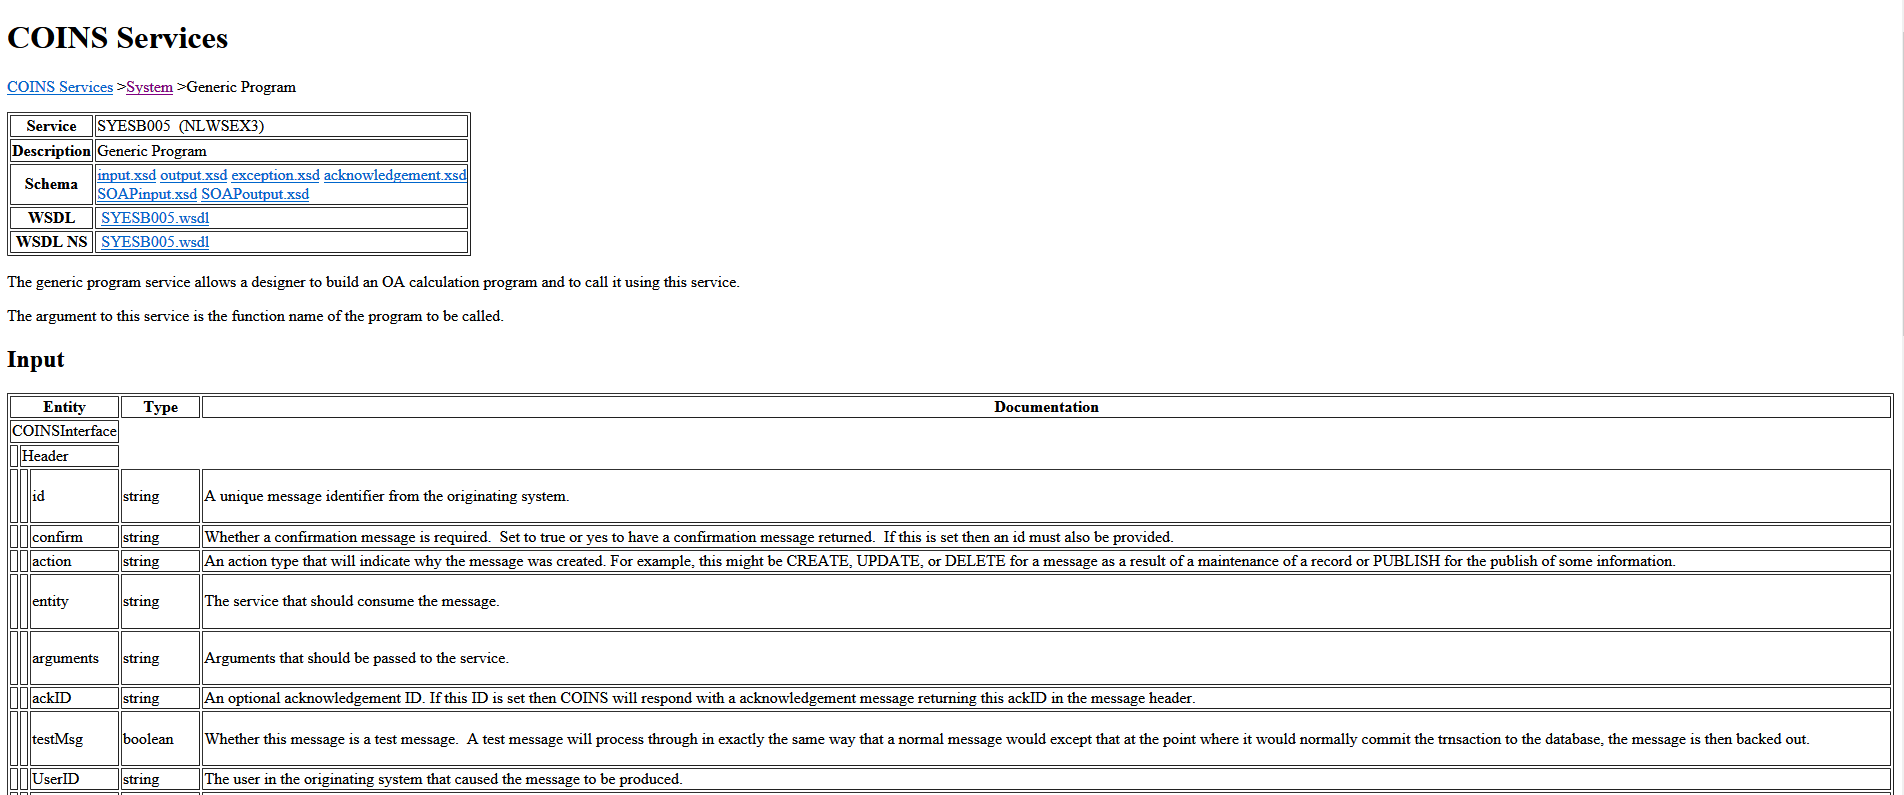 COINS Services
COINS Services >System >Generic Program
Service SYESB005 (NLWSEX3)
Description Generic Program
Schema input.xsd output.xsd exception.xsd acknowledgement.xsd
SOAPinput.xsd SOAPoutput.xsd
WSDL SYESB005.wsdl
WSDL NS SYESB005.wsdl
The generic program service allows a designer to build an OA calculation program and to call it using this service.
The argument to this service is the function name of the program to be called.
Input
Entity Type Documentation
COINSInterface
Header
id string A unique message identifier from the originating system.
confirm string Whether a confirmation message is required. Set to true or yes to have a confirmation message returned. If this is set then an id must also be provided.
action string An action type that will indicate why the message was created. For example, this might be CREATE, UPDATE, or DELETE for a message as a result of a maintenance of a record or PUBLISH for the publish of some information.
entity string The service that should consume the message.
arguments string Arguments that should be passed to the service.
ackID string An optional acknowledgement ID. If this ID is set then COINS will respond with a acknowledgement message returning this ackID in the message header.
testMsg boolean Whether this message is a test message. A test message will process through in exactly the same way that a normal message would except that at the point where it would normally commit the trnsaction to the database, the message is then backed out.
UserID string The user in the originating system that caused the message to be produced.